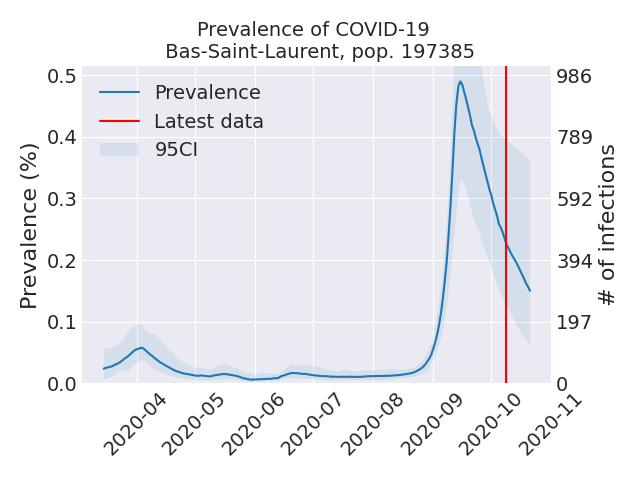 Prevalence of COVID-19
Bas-Saint-Laurent, pop. 197385
Prevalence (%)
0.5
0.4
0.3
0.2
0.1
0.0
Prevalence
Latest data
95CI
986
789
592
394
197
0
# of infections
2020-04
2020-05
2020-06
2020-07
2020-08
2020-09
2020-10
2020-11